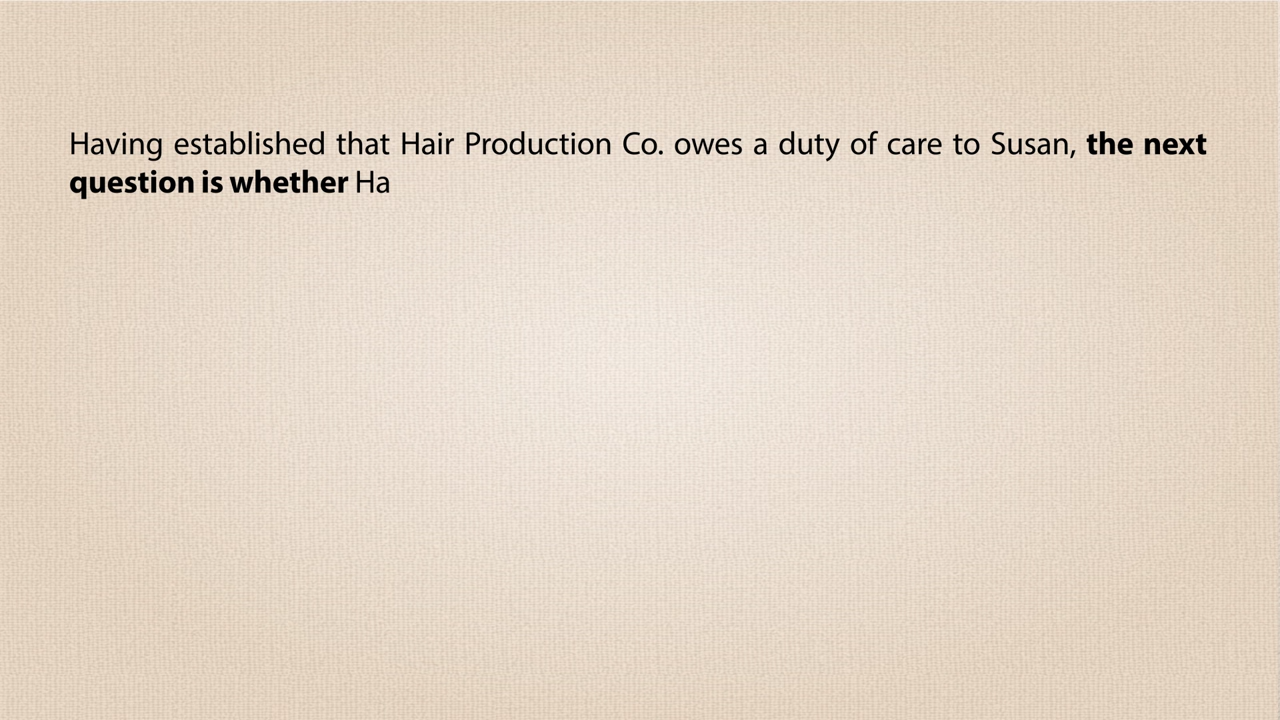 Having established that Hair Production Co. owes a duty of care to Susan, the next
question is whether Ha